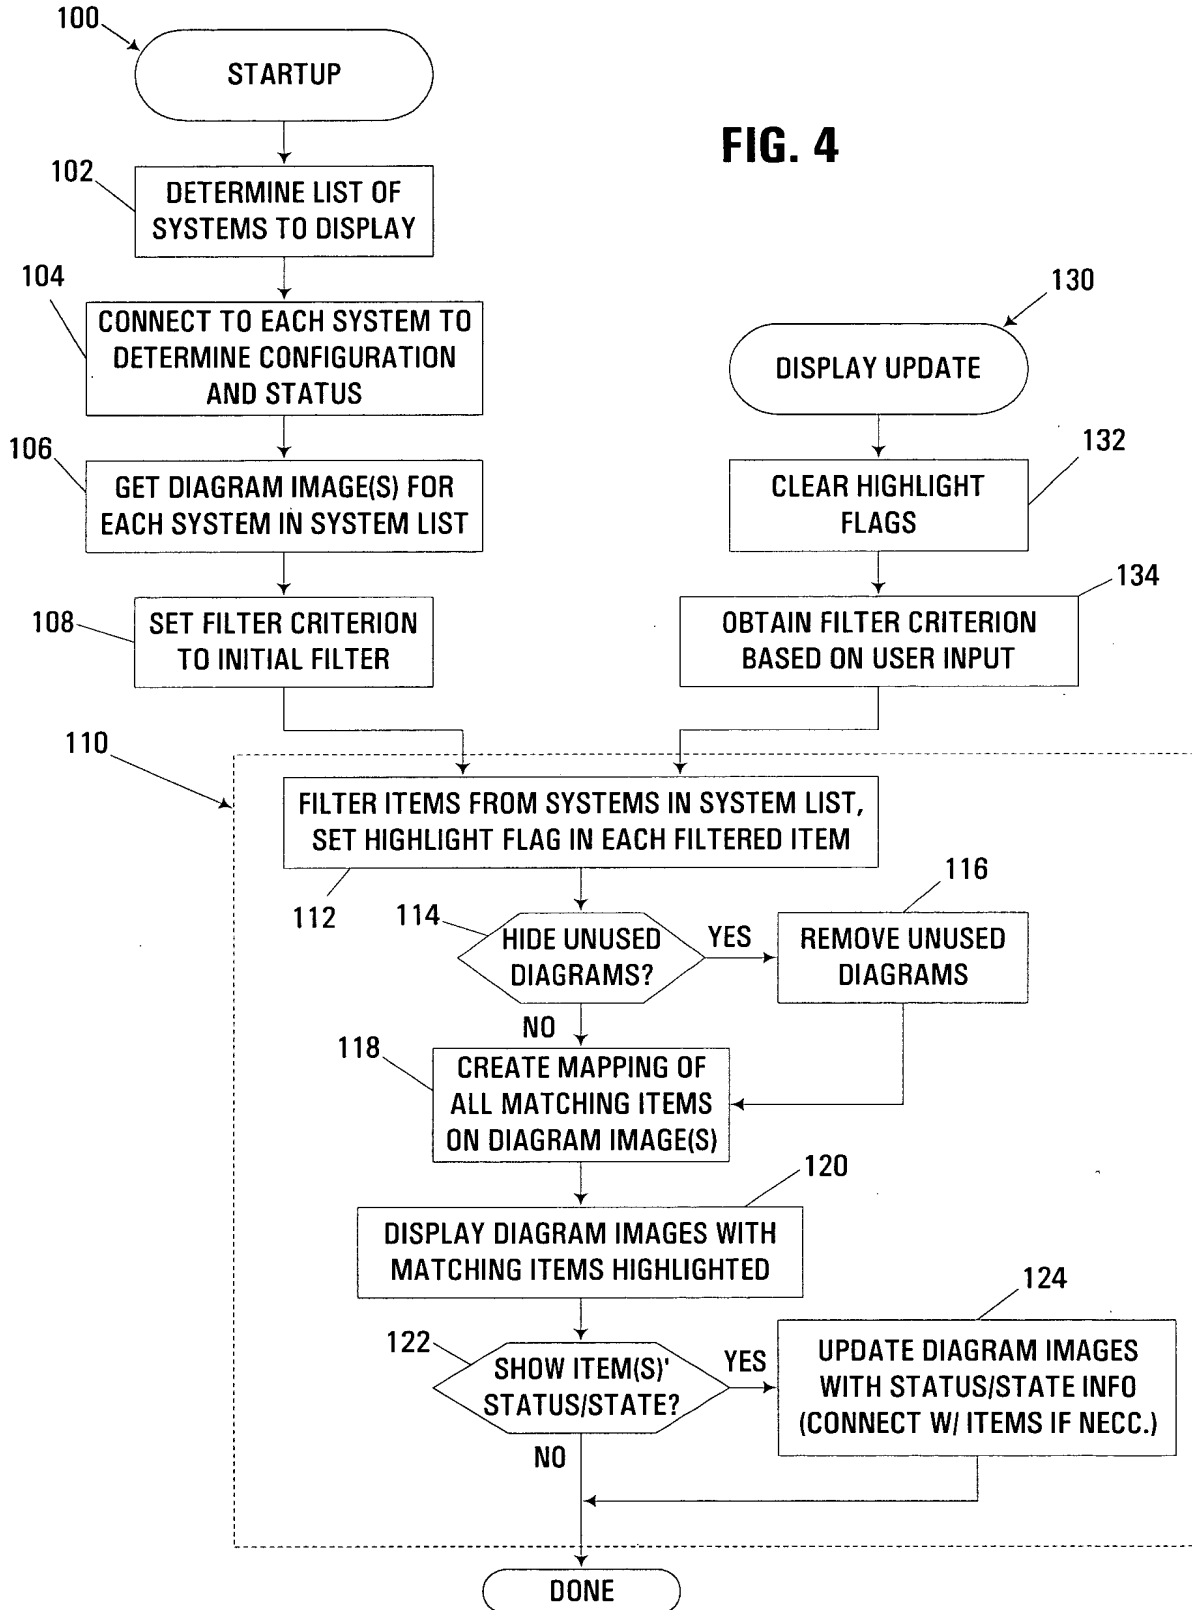 100
STARTUP
FIG. 4
102
DETERMINE LIST OF
SYSTEMS TO DISPLAY
104
CONNECT TO EACH SYSTEM TO
DETERMINE CONFIGURATION
AND STATUS
130
DISPLAY UPDATE
106
GET DIAGRAM IMAGE(S) FOR
EACH SYSTEM IN SYSTEM LIST
132
CLEAR HIGHLIGHT
FLAGS
108
SET FILTER CRITERION
TO INITIAL FILTER
134
OBTAIN FILTER CRITERION
BASED ON USER INPUT
110
FILTER ITEMS FROM SYSTEMS IN SYSTEM LIST,
SET HIGHLIGHT FLAG IN EACH FILTERED ITEM
112
114
HIDE UNUSED
DIAGRAMS?
YES
116
REMOVE UNUSED
DIAGRAMS
NO
118
CREATE MAPPING OF
ALL MATCHING ITEMS
ON DIAGRAM IMAGE(S)
120
DISPLAY DIAGRAM IMAGES WITH
MATCHING ITEMS HIGHLIGHTED
122
SHOW ITEM(S)'
STATUS/STATE?
YES
124
UPDATE DIAGRAM IMAGES
WITH STATUS/STATE INFO
(CONNECT W/ ITEMS IF NECC.)
NO
DONE